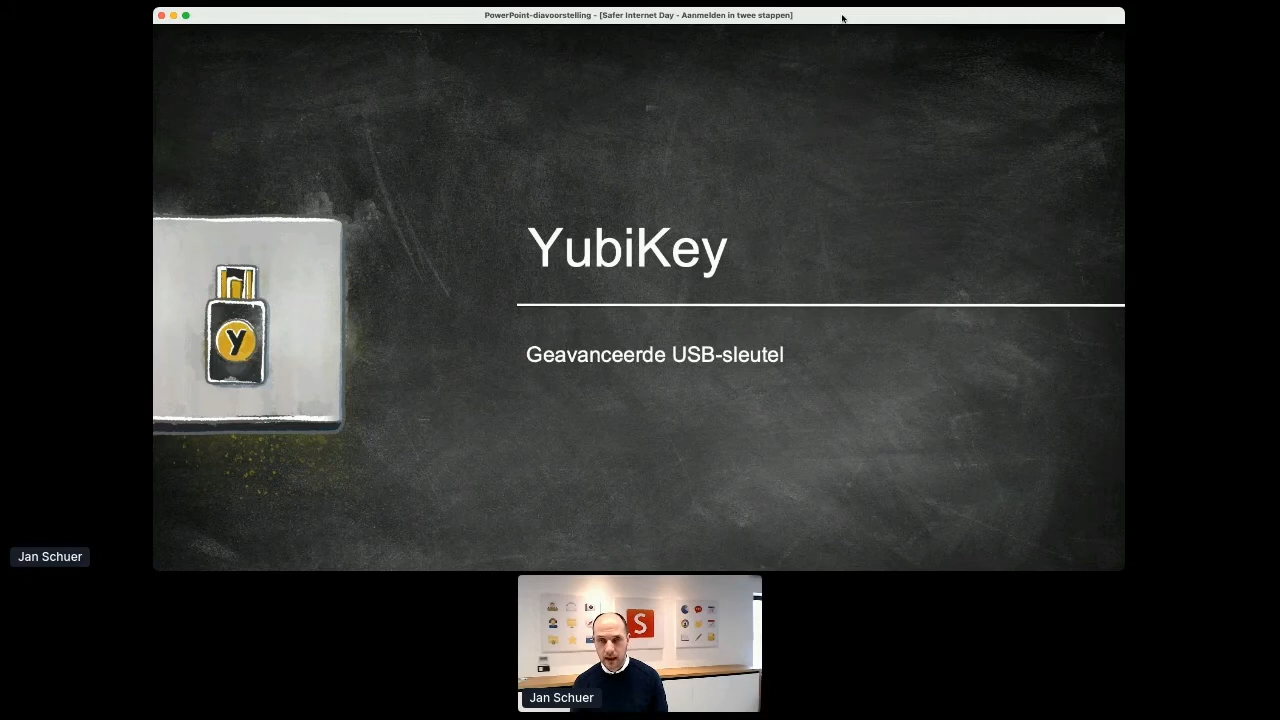 PowerPoint-diavoorstelling - [Safer Internet Day - Aanmelden in twee stappen]
YubiKey
Geavanceerde USB-sleutel
y
Jan Schuer
S
Jan Schuer